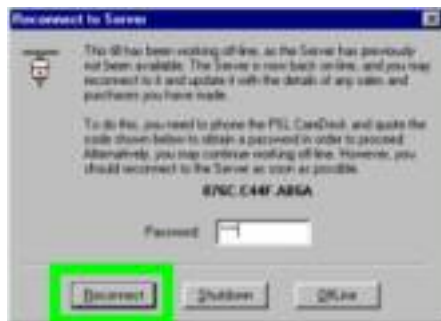 Reconnect to Server
This till has been working off-line, as the Server has previously
not been available. The Server is now back on-line, and you may
reconnect to it and update it with the details of any sales and
purchases you have made.
To do this, you need to phone the PSL and quote the
code shown below to obtain a password in order to proceed.
Alternatively, you may continue working off-line. However, you
should reconnect to the Server as soon as possible.
Password:
Reconnect
Shutdown
OffLine